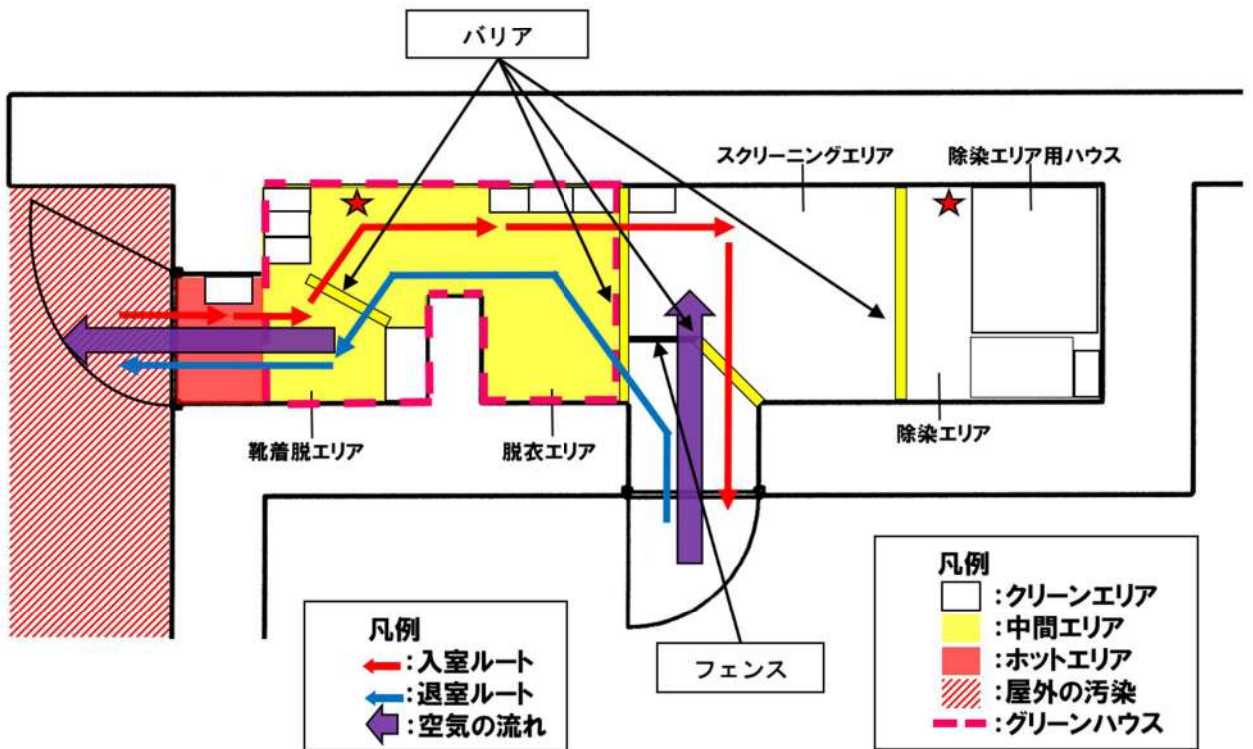 バリア
スクリーニングエリア
除染エリア用ハウス
靴着脱エリア
脱衣エリア
除染エリア
フェンス
凡例
:入室ルート
:退室ルート
:空気の流れ
凡例
:クリーンエリア
:中間エリア
:ホットエリア
:屋外の汚染
:グリーンハウス